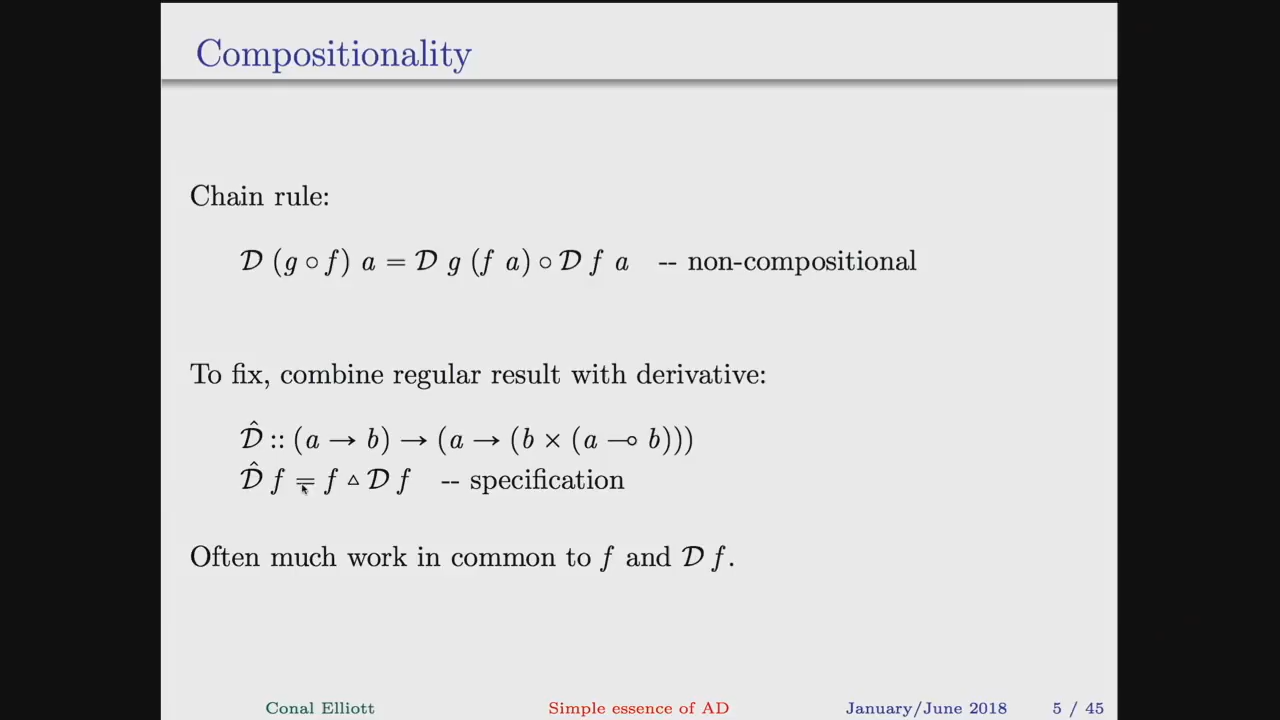 Compositionality
Chain rule:
𝒟 (g ∘ f) a = 𝒟 g (f a) ∘ 𝒟 f a -- non-compositional
To fix, combine regular result with derivative:
𝒟̂ :: (a → b) → (a → (b × (a ⊸ b)))
𝒟̂ f = f ▵ 𝒟 f -- specification
Often much work in common to f and 𝒟 f.
Conal Elliott Simple essence of AD January/June 2018 5 / 45